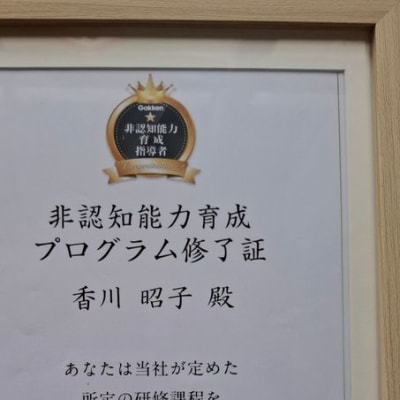 Gakken
非認知能力
育成
指導者
非認知能力育成
プログラム修了証
香川 昭子 殿
あなたは当社が定めた
所定の研修課程を